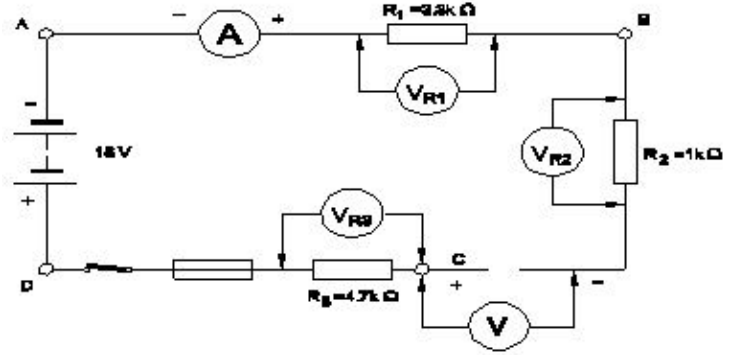 A
−
A
+
R₁ =
B
V_R1
−
18V
+
V_R2
R₂ =1kΩ
V_R3
D
R₃ =4.7kΩ
C
+
−
V